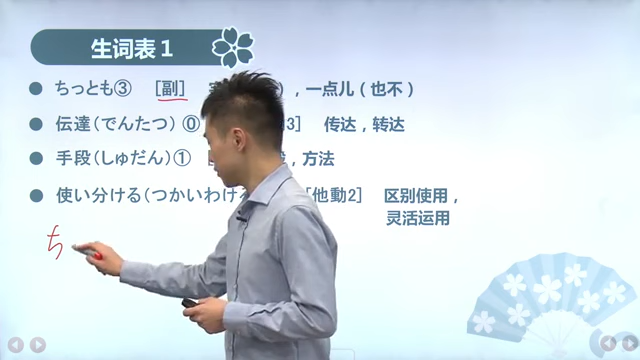 生词表１
● ちっとも③ [副] ），一点儿（也不）
● 伝達（でんたつ）⓪ 3] 传达，转达
● 手段（しゅだん）① ，方法
● 使い分ける（つかいわけ [他動2] 区别使用，
灵活运用
ち